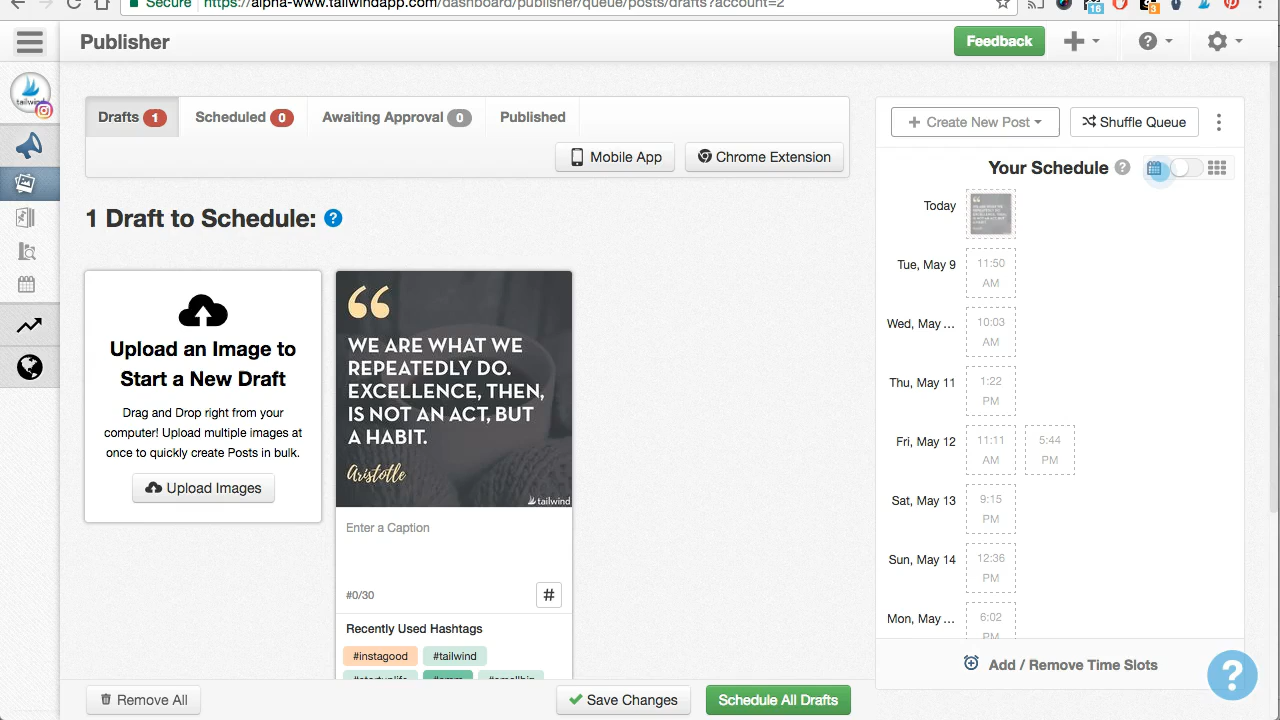 Secure https://alpha-www.tailwindapp.com/dashboard/publisher/queue/posts/drafts?account=2
16
3
Publisher
Feedback
tailwind
Drafts 1
Scheduled 0
Awaiting Approval 0
Published
Mobile App
Chrome Extension
1 Draft to Schedule:
Upload an Image to
Start a New Draft
Drag and Drop right from your
computer! Upload multiple images at
once to quickly create Posts in bulk.
Upload Images
WE ARE WHAT WE
REPEATEDLY DO.
EXCELLENCE, THEN,
IS NOT AN ACT, BUT
A HABIT.
Aristotle
tailwind
Enter a Caption
#0/30
#
Recently Used Hashtags
#instagood
#tailwind
Remove All
Save Changes
Schedule All Drafts
Create New Post
Shuffle Queue
Your Schedule ?
Today
Tue, May 9
11:50
AM
Wed, May ...
10:03
AM
Thu, May 11
1:22
PM
Fri, May 12
11:11
AM
5:44
PM
Sat, May 13
9:15
PM
Sun, May 14
12:36
PM
Mon, May ...
6:02
PM
Add / Remove Time Slots
?